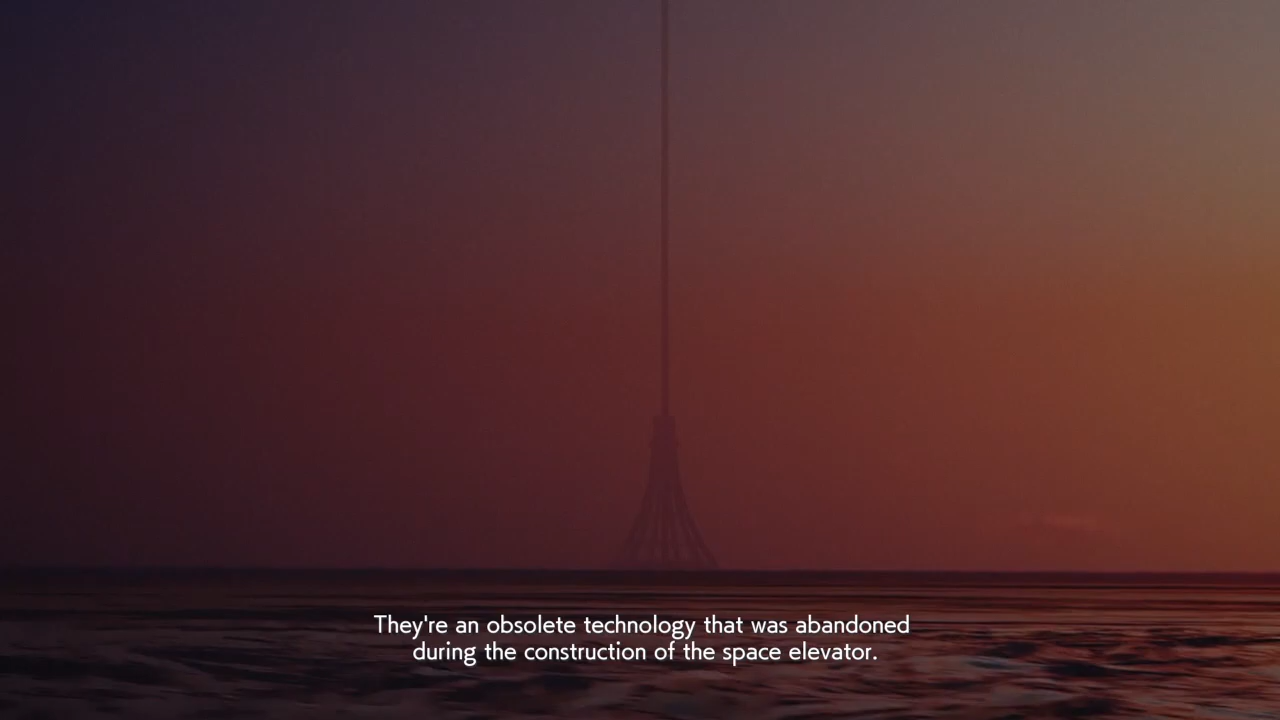 They're an obsolete technology that was abandoned
during the construction of the space elevator.